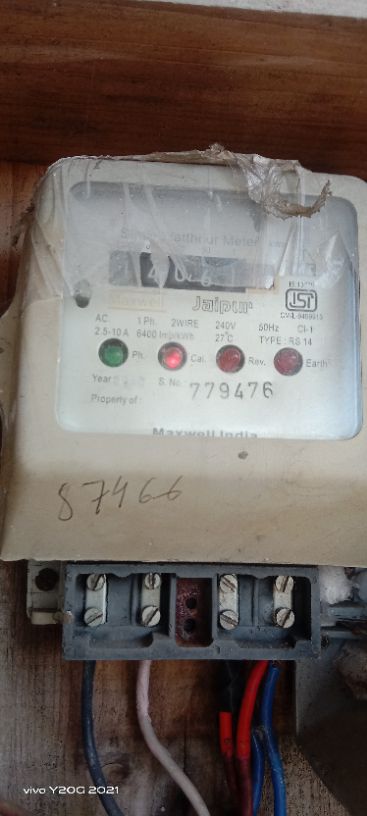 Maxwell
Jaipur
AC 1 Ph. 2WIRE 240V 50Hz Cl-1
2.5-10 A 6400 Imp/kWh 27°C TYPE : RS 14
Ph. Cal. Rev. Earth
Year S. No. 779476
Property of :
Maxwell India
87466
vivo Y20G 2021